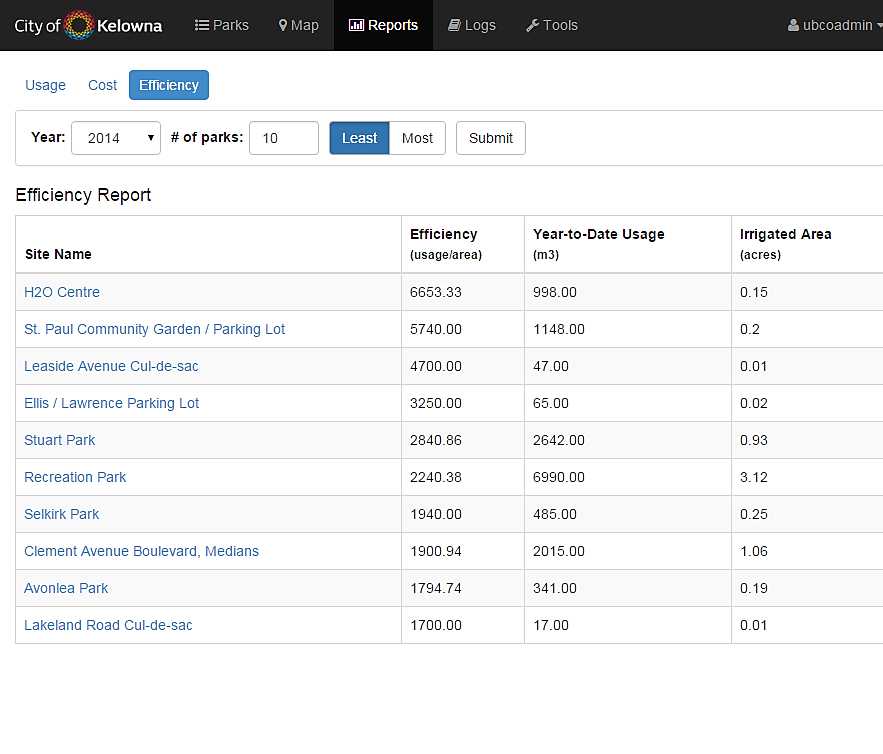 City of Kelowna Parks Map Reports Logs Tools ubcoadmin
Usage Cost Efficiency
Year: 2014 # of parks: 10 Least Most Submit
Efficiency Report
Site Name Efficiency (usage/area) Year-to-Date Usage (m3) Irrigated Area (acres)
H2O Centre 6653.33 998.00 0.15
St. Paul Community Garden / Parking Lot 5740.00 1148.00 0.2
Leaside Avenue Cul-de-sac 4700.00 47.00 0.01
Ellis / Lawrence Parking Lot 3250.00 65.00 0.02
Stuart Park 2840.86 2642.00 0.93
Recreation Park 2240.38 6990.00 3.12
Selkirk Park 1940.00 485.00 0.25
Clement Avenue Boulevard, Medians 1900.94 2015.00 1.06
Avonlea Park 1794.74 341.00 0.19
Lakeland Road Cul-de-sac 1700.00 17.00 0.01